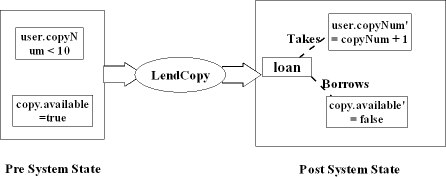 user.copyN
um < 10
copy.available
=true
Pre System State
LendCopy
user.copyNum'
= copyNum + 1
Takes
loan
Borrows
copy.available'
= false
Post System State